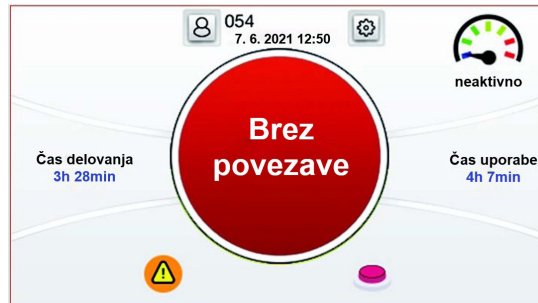 054
7. 6. 2021 12:50
neaktivno
Brez
povezave
Čas delovanja
3h 28min
Čas uporabe
4h 7min